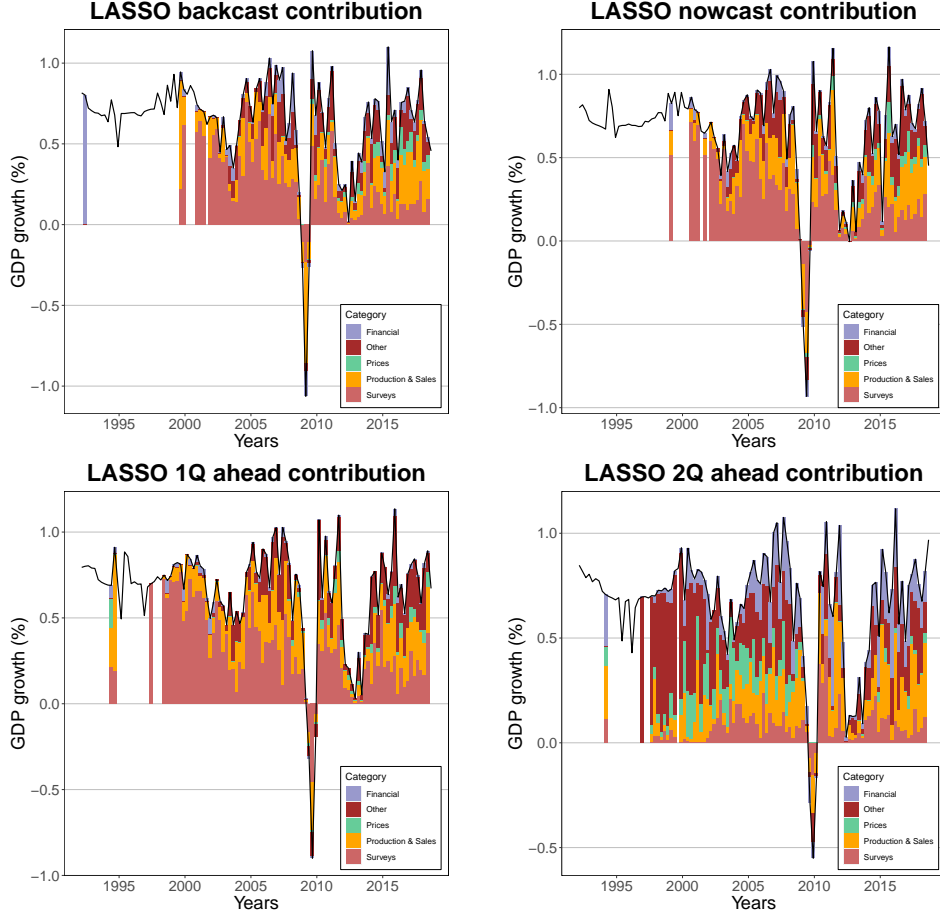 LASSO backcast contribution
GDP growth (%)
1.0
0.5
0.0
−0.5
−1.0
Category
Financial
Other
Prices
Production & Sales
Surveys
1995
2000
2005
2010
2015
Years
LASSO nowcast contribution
GDP growth (%)
1.0
0.5
0.0
−0.5
−1.0
Category
Financial
Other
Prices
Production & Sales
Surveys
1995
2000
2005
2010
2015
Years
LASSO 1Q ahead contribution
GDP growth (%)
1.0
0.5
0.0
−0.5
−1.0
Category
Financial
Other
Prices
Production & Sales
Surveys
1995
2000
2005
2010
2015
Years
LASSO 2Q ahead contribution
GDP growth (%)
1.0
0.5
0.0
−0.5
Category
Financial
Other
Prices
Production & Sales
Surveys
1995
2000
2005
2010
2015
Years